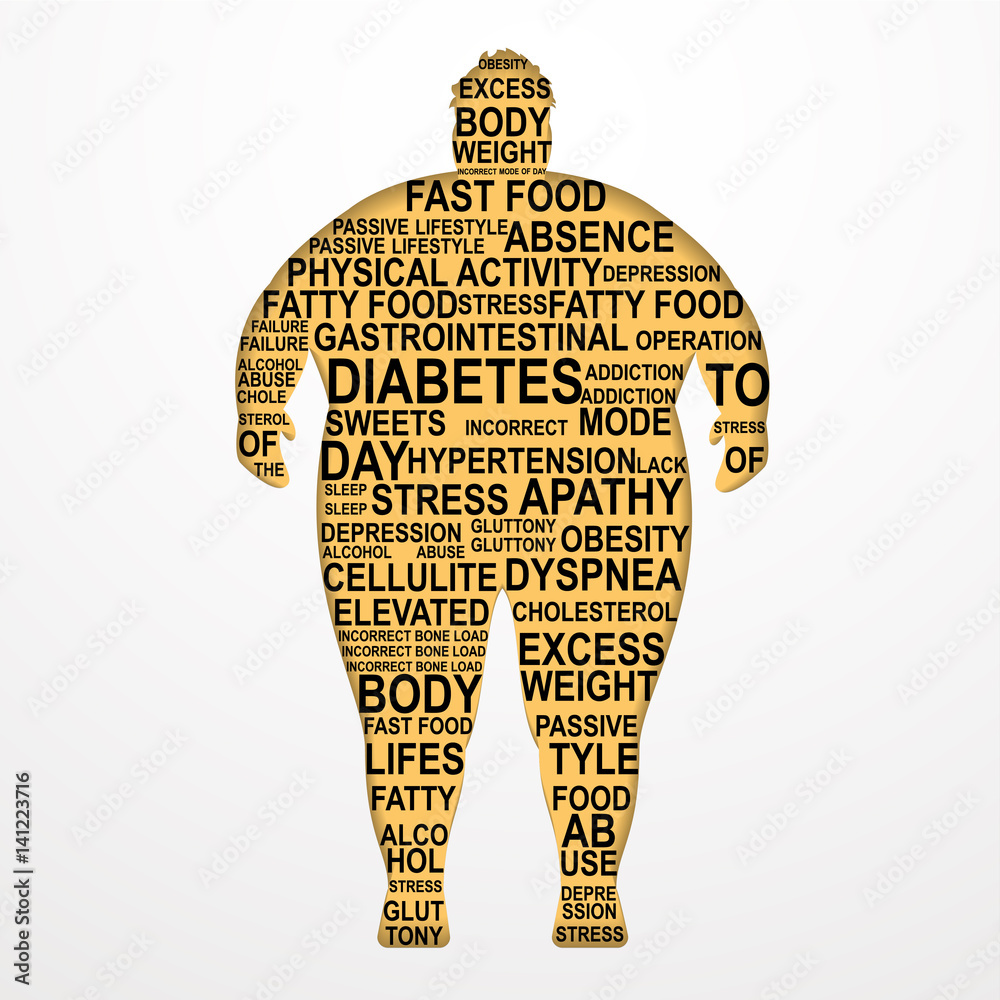 OBESITY
EXCESS
BODY
WEIGHT
INCORRECT MODE OF DAY
FAST FOOD
PASSIVE LIFESTYLE
PASSIVE LIFESTYLE ABSENCE
PHYSICAL ACTIVITY DEPRESSION
FATTY FOOD STRESS FATTY FOOD
FAILURE
FAILURE GASTROINTESTINAL OPERATION
ALCOHOL
ABUSE
CHOLE
DIABETES ADDICTION
ADDICTION
TO
STEROL SWEETS INCORRECT MODE STRESS
OF DAY HYPERTENSION LACK OF
THE
SLEEP
SLEEP STRESS APATHY
DEPRESSION GLUTTONY
GLUTTONY OBESITY
ALCOHOL ABUSE
CELLULITE DYSPNEA
ELEVATED CHOLESTEROL
INCORRECT BONE LOAD
INCORRECT BONE LOAD
INCORRECT BONE LOAD
EXCESS
BODY WEIGHT
FAST FOOD PASSIVE
LIFES TYLE
FATTY FOOD
ALCO AB
HOL USE
STRESS DEPRE
GLUT SSION
TONY STRESS
Adobe Stock | #141223716